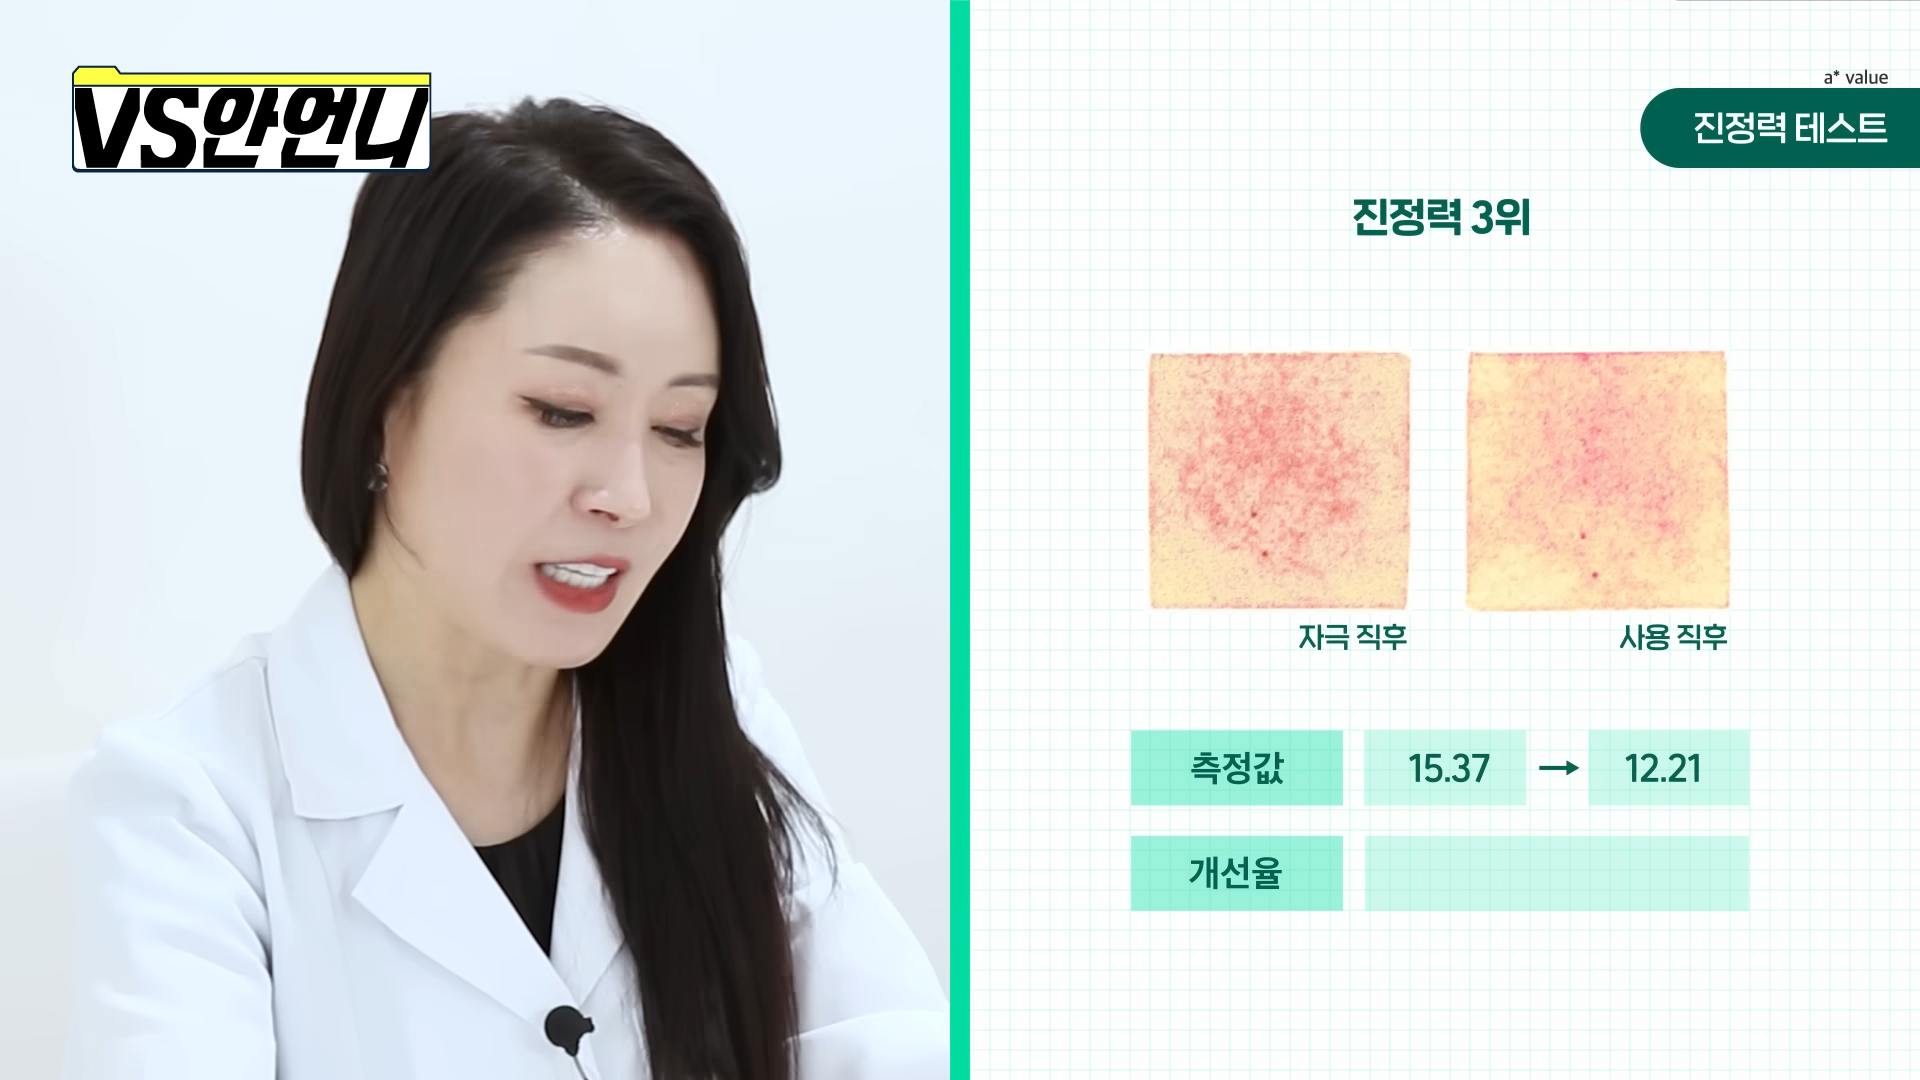 VS안언니
a* value
진정력 테스트
진정력 3위
자극 직후
사용 직후
측정값
15.37 → 12.21
개선율